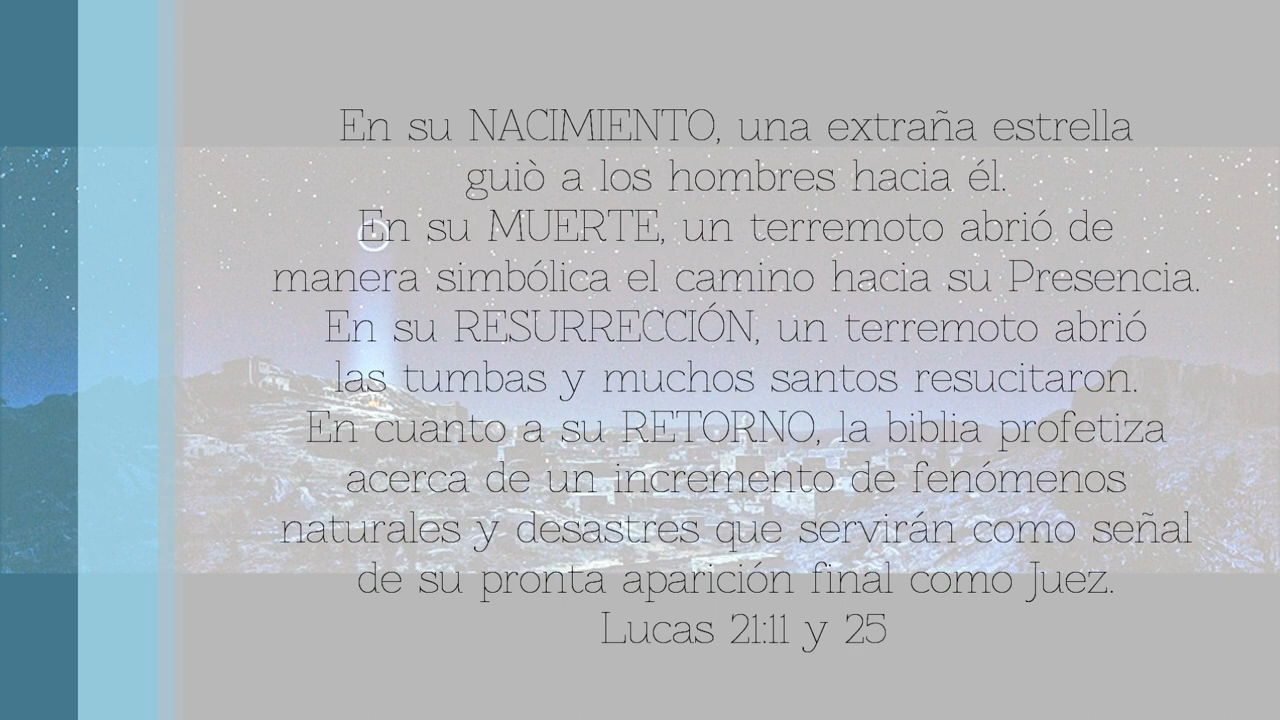 En su NACIMIENTO, una extraña estrella
guiò a los hombres hacia él.
En su MUERTE, un terremoto abrió de
manera simbólica el camino hacia su Presencia.
En su RESURRECCIÓN, un terremoto abrió
las tumbas y muchos santos resucitaron.
En cuanto a su RETORNO, la biblia profetiza
acerca de un incremento de fenómenos
naturales y desastres que servirán como señal
de su pronta aparición final como Juez.
Lucas 21:11 y 25